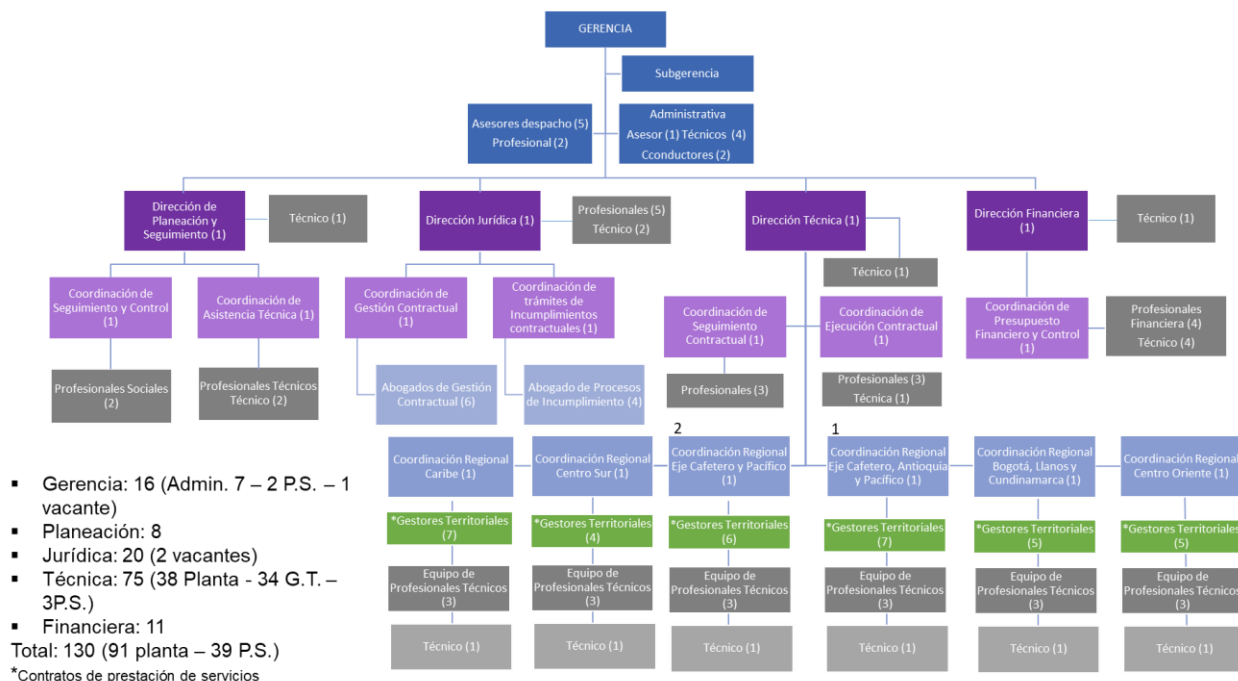 GERENCIA
Subgerencia
Asesores despacho (5)
Profesional (2)
Administrativa
Asesor (1) Técnicos (4)
Cconductores (2)
Dirección de
Planeación y
Seguimiento (1)
Técnico (1)
Dirección Jurídica (1)
Profesionales (5)
Técnico (2)
Dirección Técnica (1)
Dirección Financiera
(1)
Técnico (1)
Técnico (1)
Coordinación de
Seguimiento y Control
(1)
Coordinación de
Asistencia Técnica (1)
Coordinación de
Gestión Contractual
(1)
Coordinación de
trámites de
Incumplimientos
contractuales (1)
Coordinación de
Seguimiento
Contractual (1)
Coordinación de
Ejecución Contractual
(1)
Coordinación de
Presupuesto
Financiero y Control
(1)
Profesionales
Financiera (4)
Técnico (4)
Profesionales Sociales
(2)
Profesionales Técnicos
Técnico (2)
Abogados de Gestión
Contractual (6)
Abogado de Procesos
de Incumplimiento (4)
Profesionales (3)
Profesionales (3)
Técnica (1)
2
1
Coordinación Regional
Caribe (1)
Coordinación Regional
Centro Sur (1)
Coordinación Regional
Eje Cafetero y Pacífico
(1)
Coordinación Regional
Eje Cafetero, Antioquia
y Pacífico (1)
Coordinación Regional
Bogotá, Llanos y
Cundinamarca (1)
Coordinación Regional
Centro Oriente (1)
*Gestores Territoriales
(7)
*Gestores Territoriales
(4)
*Gestores Territoriales
(6)
*Gestores Territoriales
(7)
*Gestores Territoriales
(5)
*Gestores Territoriales
(5)
Equipo de
Profesionales Técnicos
(3)
Equipo de
Profesionales Técnicos
(3)
Equipo de
Profesionales Técnicos
(3)
Equipo de
Profesionales Técnicos
(3)
Equipo de
Profesionales Técnicos
(3)
Equipo de
Profesionales Técnicos
(3)
Técnico (1)
Técnico (1)
Técnico (1)
Técnico (1)
Técnico (1)
Técnico (1)
▪ Gerencia: 16 (Admin. 7 – 2 P.S. – 1
vacante)
▪ Planeación: 8
▪ Jurídica: 20 (2 vacantes)
▪ Técnica: 75 (38 Planta - 34 G.T. –
3P.S.)
▪ Financiera: 11
Total: 130 (91 planta – 39 P.S.)
*Contratos de prestación de servicios